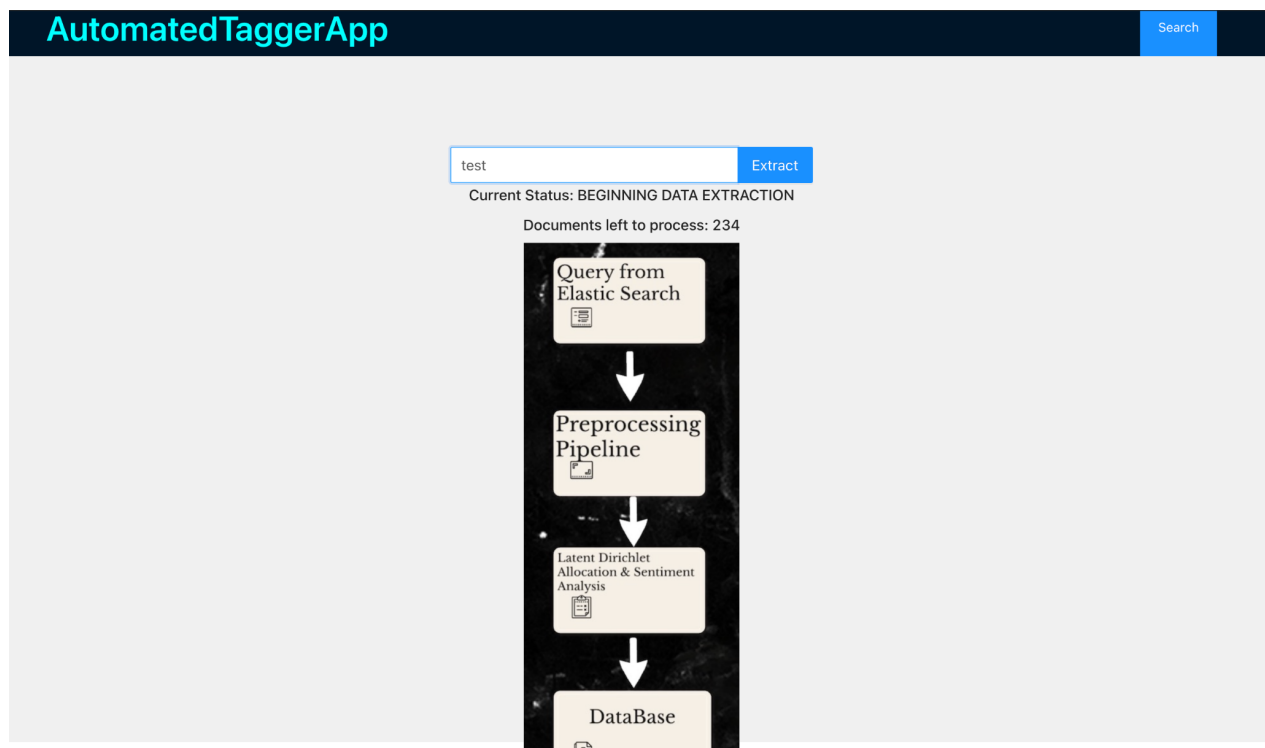 AutomatedTaggerApp
Search
test
Extract
Current Status: BEGINNING DATA EXTRACTION
Documents left to process: 234
Query from
Elastic Search
Preprocessing
Pipeline
Latent Dirichlet
Allocation & Sentiment
Analysis
DataBase